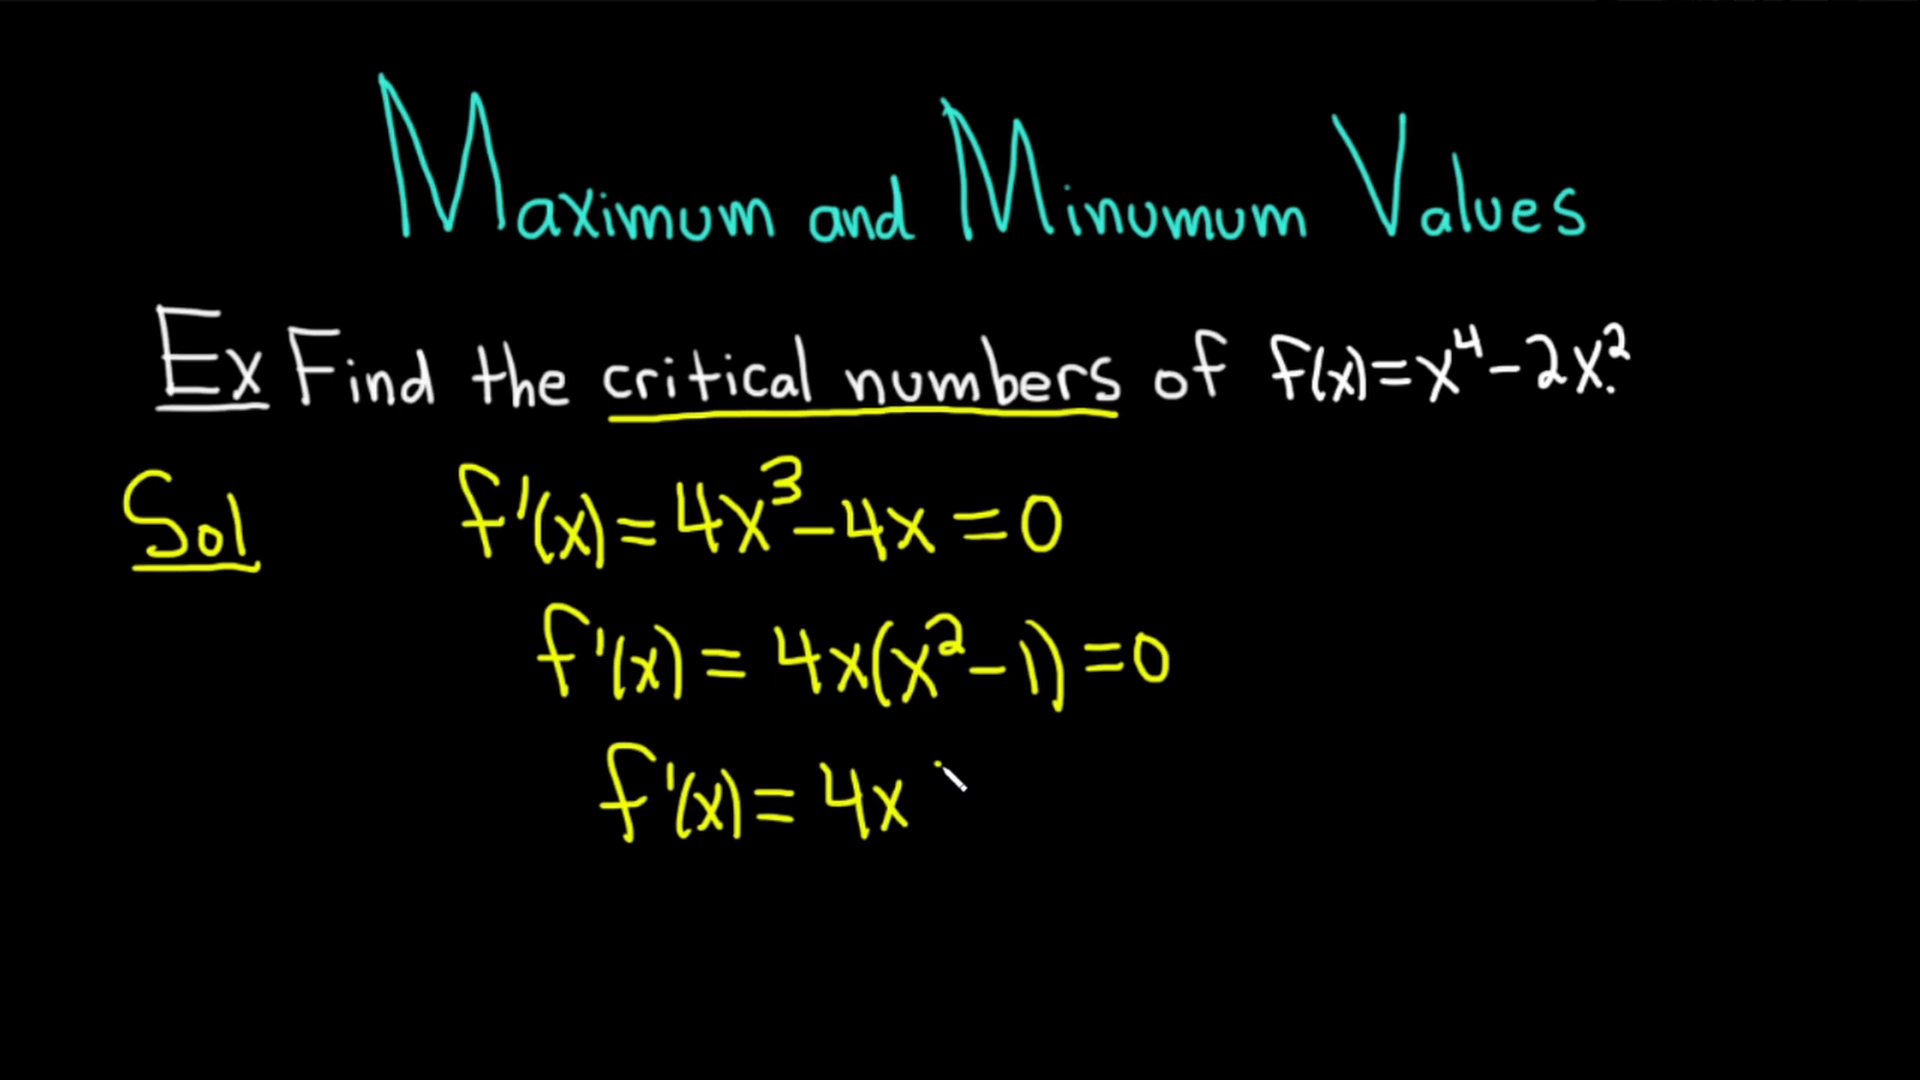 Maximum and Minumum Values
Ex Find the critical numbers of f(x)=x⁴-2x².
Sol f'(x)=4x³-4x=0
f'(x)=4x(x²-1)=0
f'(x)=4x